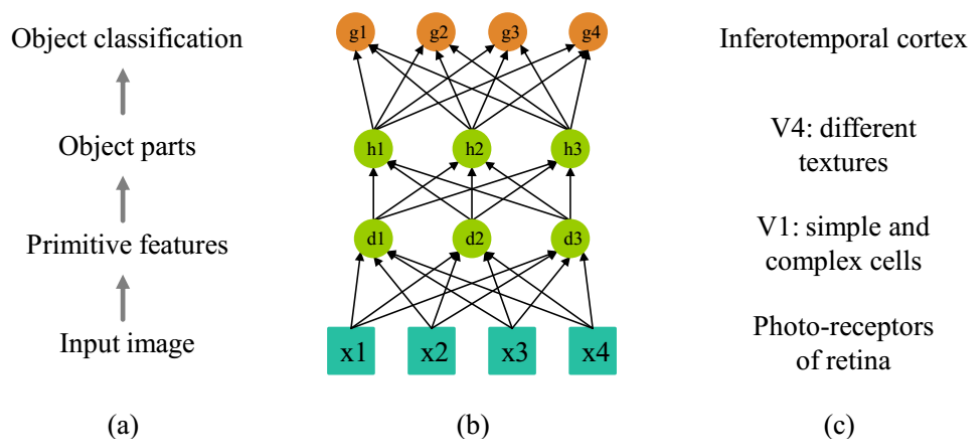 Object classification
Object parts
Primitive features
Input image
(a)
g1 g2 g3 g4
h1 h2 h3
d1 d2 d3
x1 x2 x3 x4
(b)
Inferotemporal cortex
V4: different
textures
V1: simple and
complex cells
Photo-receptors
of retina
(c)